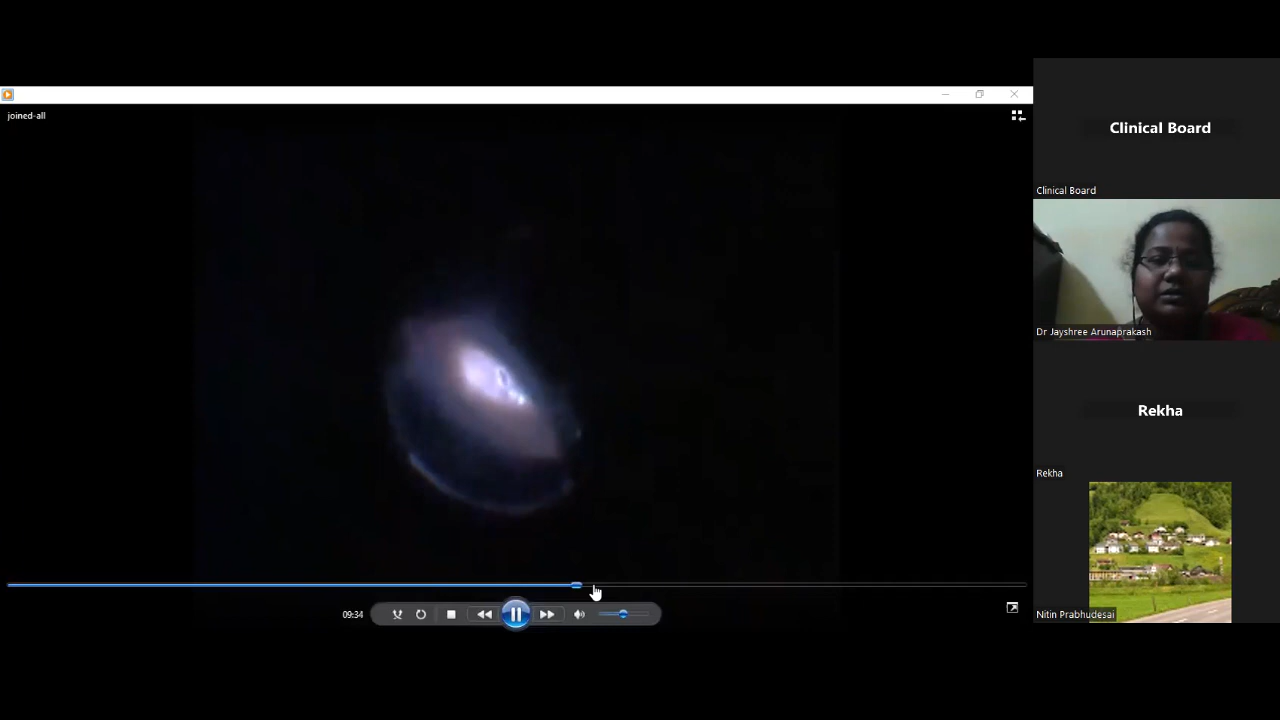 joined-all
09:34
Clinical Board
Clinical Board
Dr Jayshree Arunaprakash
Rekha
Rekha
Nitin Prabhudesai